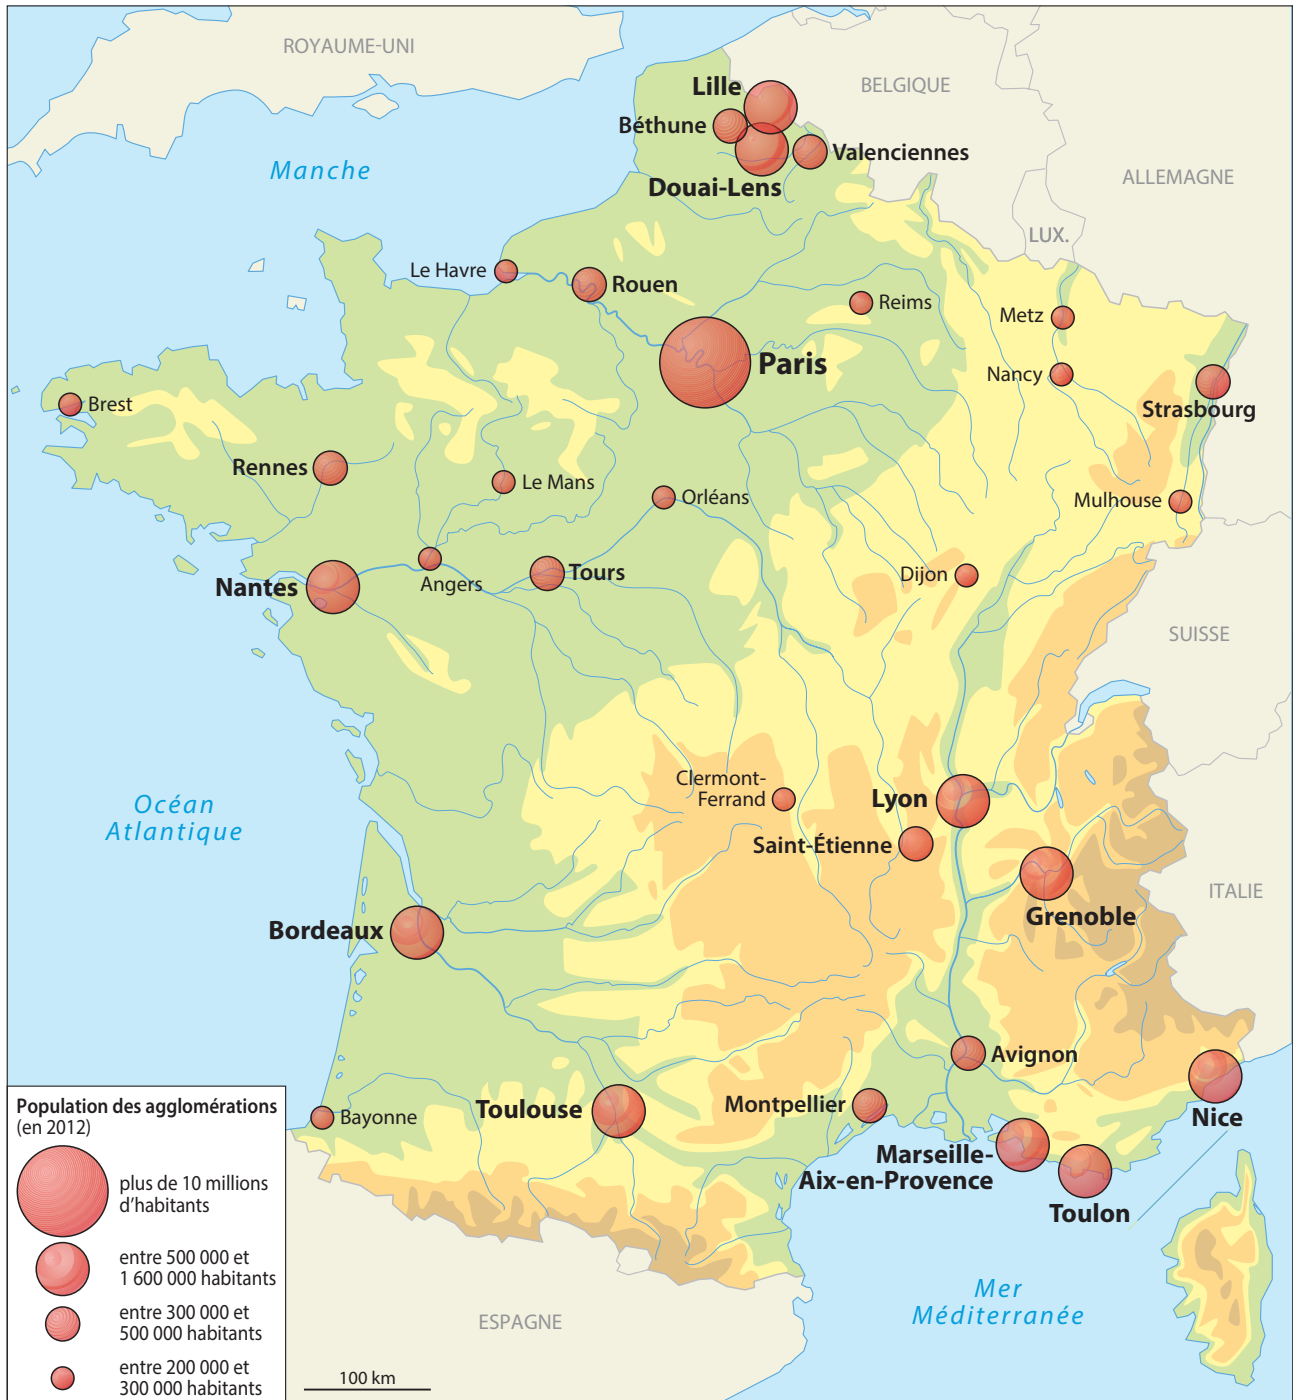 ROYAUME-UNI
BELGIQUE
Lille
Béthune
Valenciennes
Douai-Lens
Manche
ALLEMAGNE
LUX.
Le Havre
Rouen
Reims
Metz
Paris
Nancy
Strasbourg
Brest
Rennes
Le Mans
Orléans
Mulhouse
Nantes
Angers
Tours
Dijon
SUISSE
Clermont-
Ferrand
Océan
Atlantique
Lyon
Saint-Étienne
ITALIE
Grenoble
Bordeaux
Avignon
Montpellier
Toulouse
Bayonne
Nice
Marseille-
Aix-en-Provence
Toulon
Mer
Méditerranée
ESPAGNE
Population des agglomérations
(en 2012)
plus de 10 millions
d’habitants
entre 500 000 et
1 600 000 habitants
entre 300 000 et
500 000 habitants
entre 200 000 et
300 000 habitants
100 km